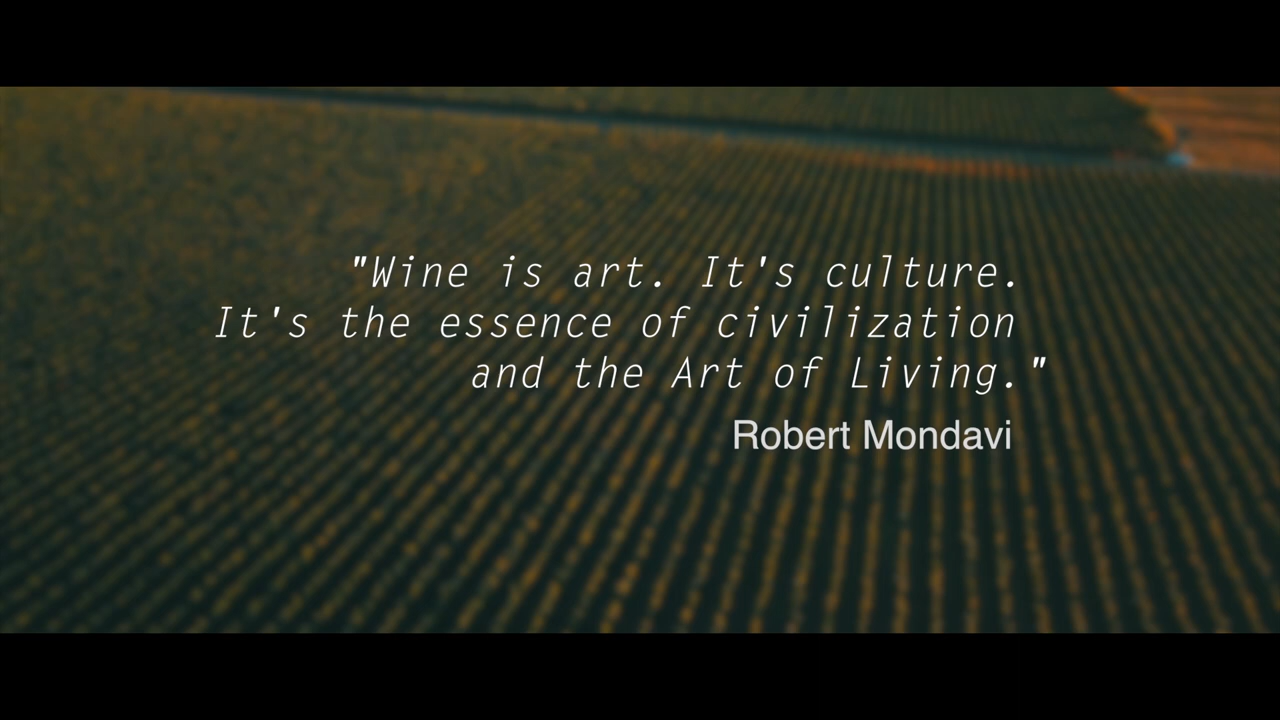 "Wine is art. It's culture.
It's the essence of civilization
and the Art of Living."
Robert Mondavi